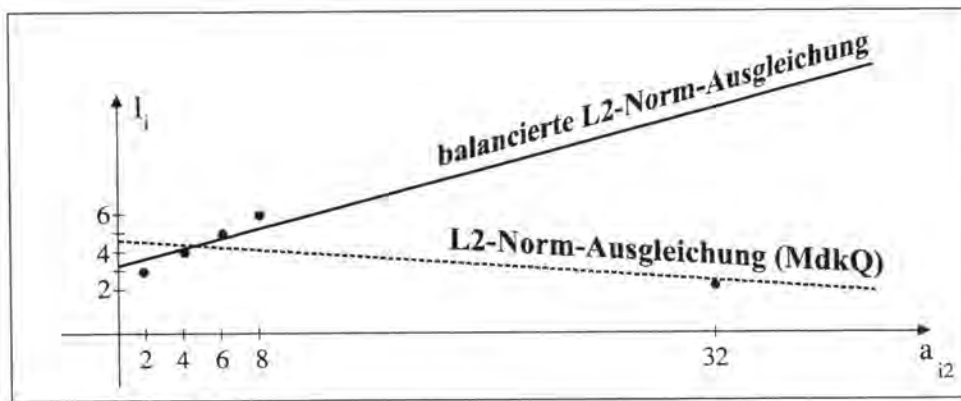 balancierte L2-Norm-Ausgleichung
l_i
6
4
2
L2-Norm-Ausgleichung (MdkQ)
2 4 6 8 32
a_i2